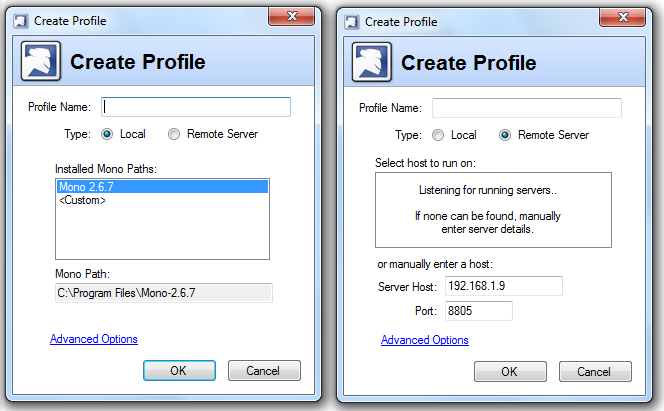 Create Profile
Create Profile
Profile Name:
Type: Local Remote Server
Installed Mono Paths:
Mono 2.6.7
<Custom>
Mono Path:
C:\Program Files\Mono-2.6.7
Advanced Options
OK Cancel
Create Profile
Create Profile
Profile Name:
Type: Local Remote Server
Select host to run on:
Listening for running servers..
If none can be found, manually
enter server details.
or manually enter a host:
Server Host: 192.168.1.9
Port: 8805
Advanced Options
OK Cancel